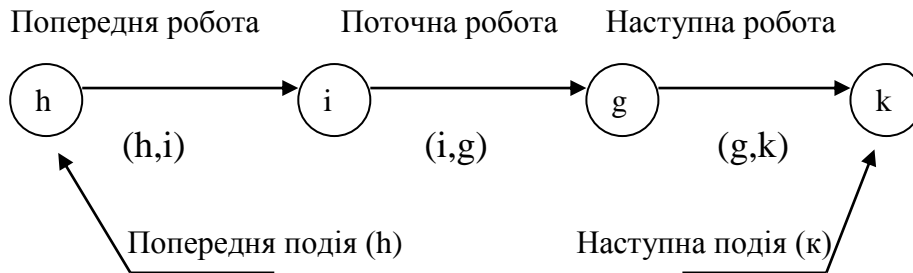 Попередня робота Поточна робота Наступна робота
h i g k
(h,i) (i,g) (g,k)
Попередня подія (h) Наступна подія (к)